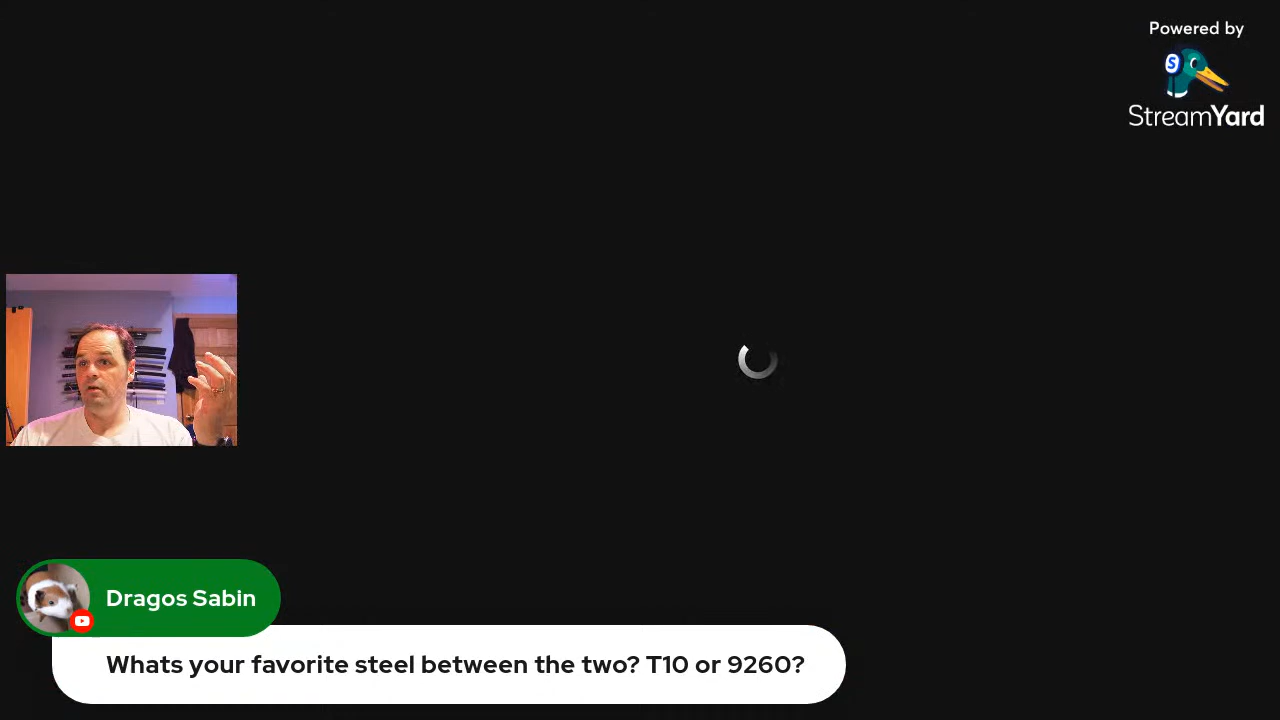 Powered by
StreamYard
Dragos Sabin
Whats your favorite steel between the two? T10 or 9260?